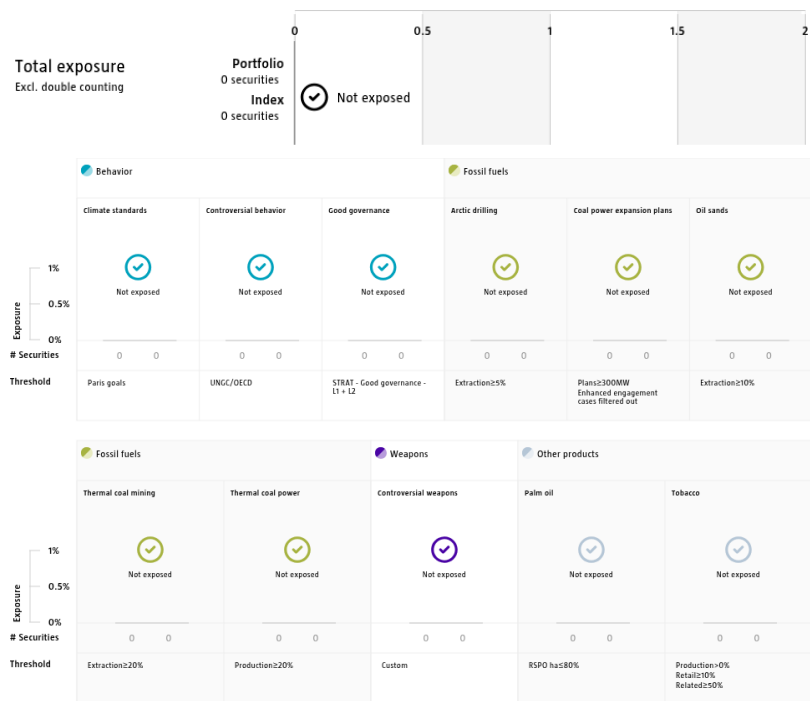 0 0.5 1 1.5 2
Total exposure
Excl. double counting
Portfolio
0 securities
Index
0 securities
Not exposed
Behavior Fossil fuels
Climate standards Controversial behavior Good governance Arctic drilling Coal power expansion plans Oil sands
Exposure
1%
0.5%
0%
Not exposed Not exposed Not exposed Not exposed Not exposed Not exposed
# Securities 0 0 0 0 0 0 0 0 0 0 0 0
Threshold Paris goals UNGC/OECD STRAT - Good governance - Extraction≥5% Plans≥300MW Extraction≥10%
L1 + L2 Enhanced engagement
cases filtered out
Fossil fuels Weapons Other products
Thermal coal mining Thermal coal power Controversial weapons Palm oil Tobacco
Exposure
1%
0.5%
0%
Not exposed Not exposed Not exposed Not exposed Not exposed
# Securities 0 0 0 0 0 0 0 0 0 0
Threshold Extraction≥20% Production≥20% Custom RSPO ha≤80% Production>0%
Retail≥10%
Related≥50%